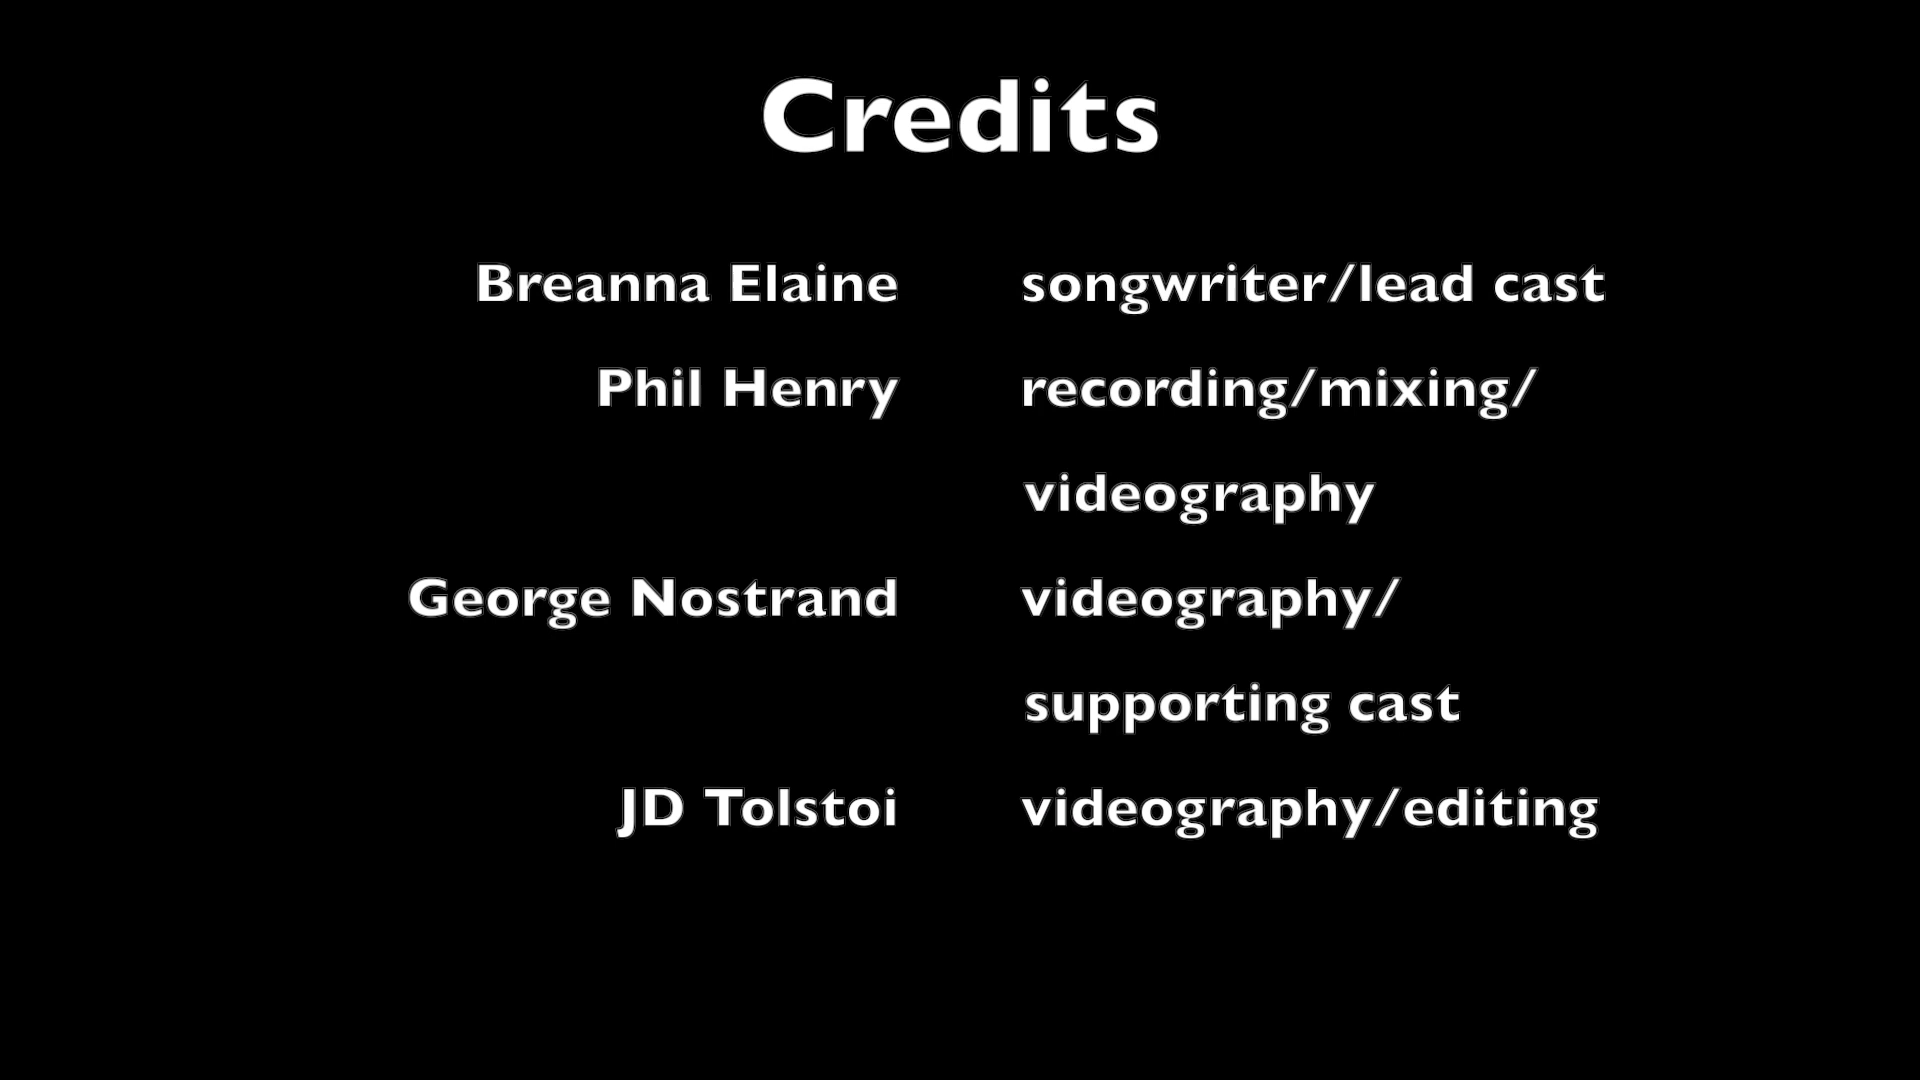 Credits
Breanna Elaine songwriter/lead cast
Phil Henry recording/mixing/
videography
George Nostrand videography/
supporting cast
JD Tolstoi videography/editing